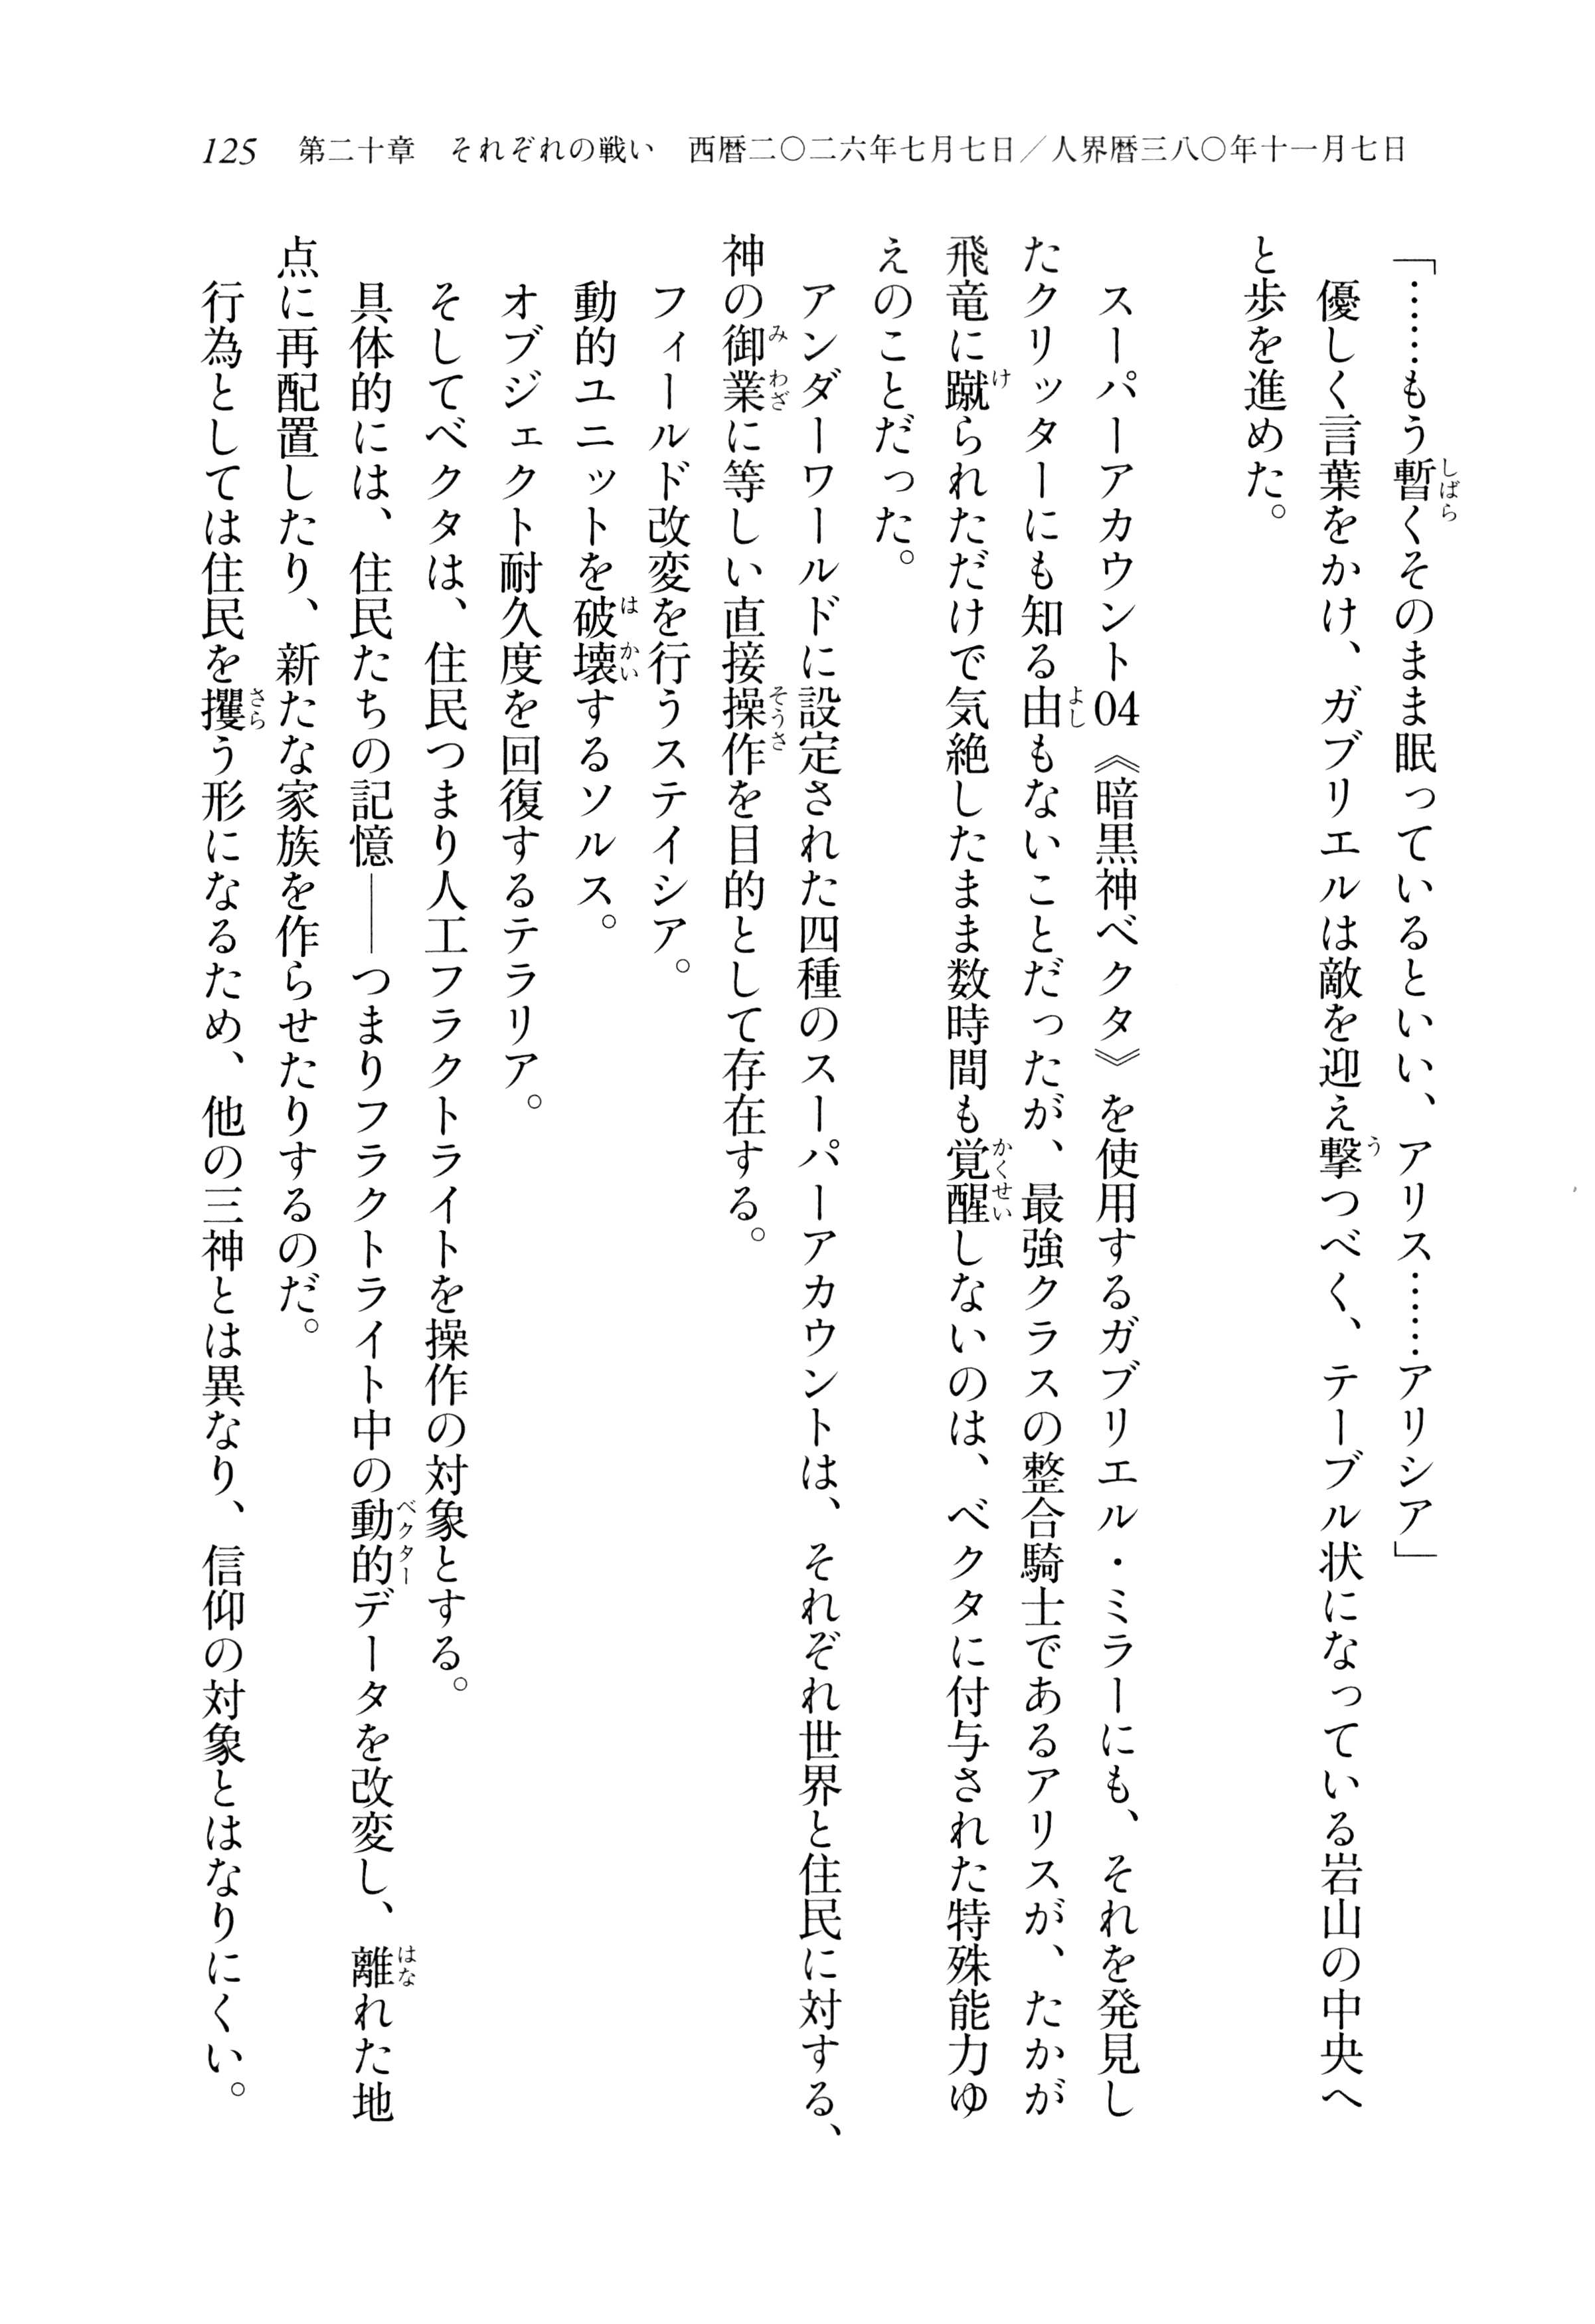 125　第二十章　それぞれの戦い　西暦二〇二六年七月七日／人界暦三八〇年十一月七日
「……もう暫くそのまま眠っているといい、アリス……アリシア」
優しく言葉をかけ、ガブリエルは敵を迎え撃つべく、テーブル状になっている岩山の中央へ
と歩を進めた。
スーパーアカウント04《暗黒神ベクタ》を使用するガブリエル・ミラーにも、それを発見し
たクリッターにも知る由もないことだったが、最強クラスの整合騎士であるアリスが、たかが
飛竜に蹴られただけで気絶したまま数時間も覚醒しないのは、ベクタに付与された特殊能力ゆ
えのことだった。
アンダーワールドに設定された四種のスーパーアカウントは、それぞれ世界と住民に対する、
神の御業に等しい直接操作を目的として存在する。
フィールド改変を行うステイシア。
動的ユニットを破壊するソルス。
オブジェクト耐久度を回復するテラリア。
そしてベクタは、住民つまり人工フラクトライトを操作の対象とする。
具体的には、住民たちの記憶――つまりフラクトライト中の動的データを改変し、離れた地
点に再配置したり、新たな家族を作らせたりするのだ。
行為としては住民を攫う形になるため、他の三神とは異なり、信仰の対象とはなりにくい。